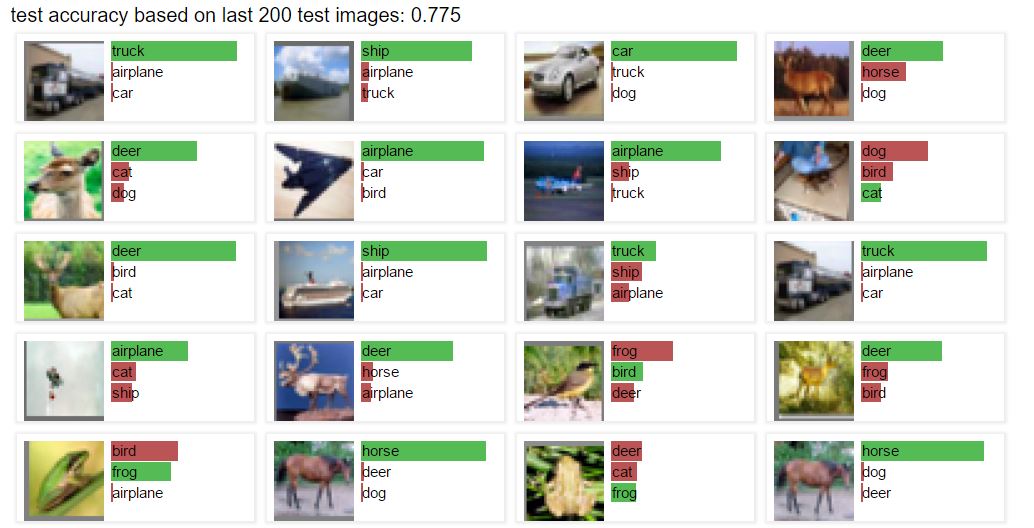 test accuracy based on last 200 test images: 0.775
truck
airplane
car
ship
airplane
truck
car
truck
dog
deer
horse
dog
deer
cat
dog
airplane
car
bird
airplane
ship
truck
dog
bird
cat
deer
bird
cat
ship
airplane
car
truck
ship
airplane
truck
airplane
car
airplane
cat
ship
deer
horse
airplane
frog
bird
deer
deer
frog
bird
bird
frog
airplane
horse
deer
dog
deer
cat
frog
horse
dog
deer